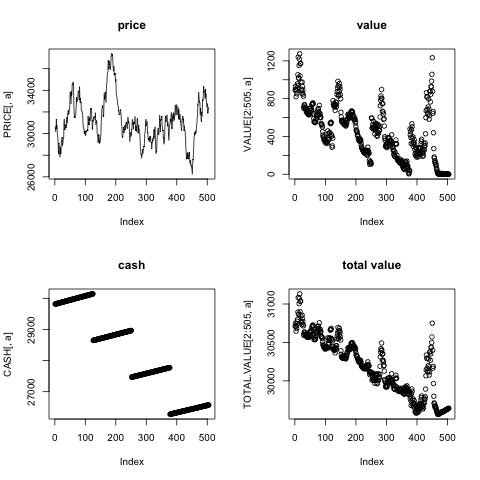 price
PRICE[, a]
26000 30000 34000
0 100 200 300 400 500
Index
value
VALUE[2:505, a]
0 400 800 1200
0 100 200 300 400 500
Index
cash
CASH[, a]
27000 29000
0 100 200 300 400 500
Index
total value
TOTAL.VALUE[2:505, a]
30000 30500 31000
0 100 200 300 400 500
Index